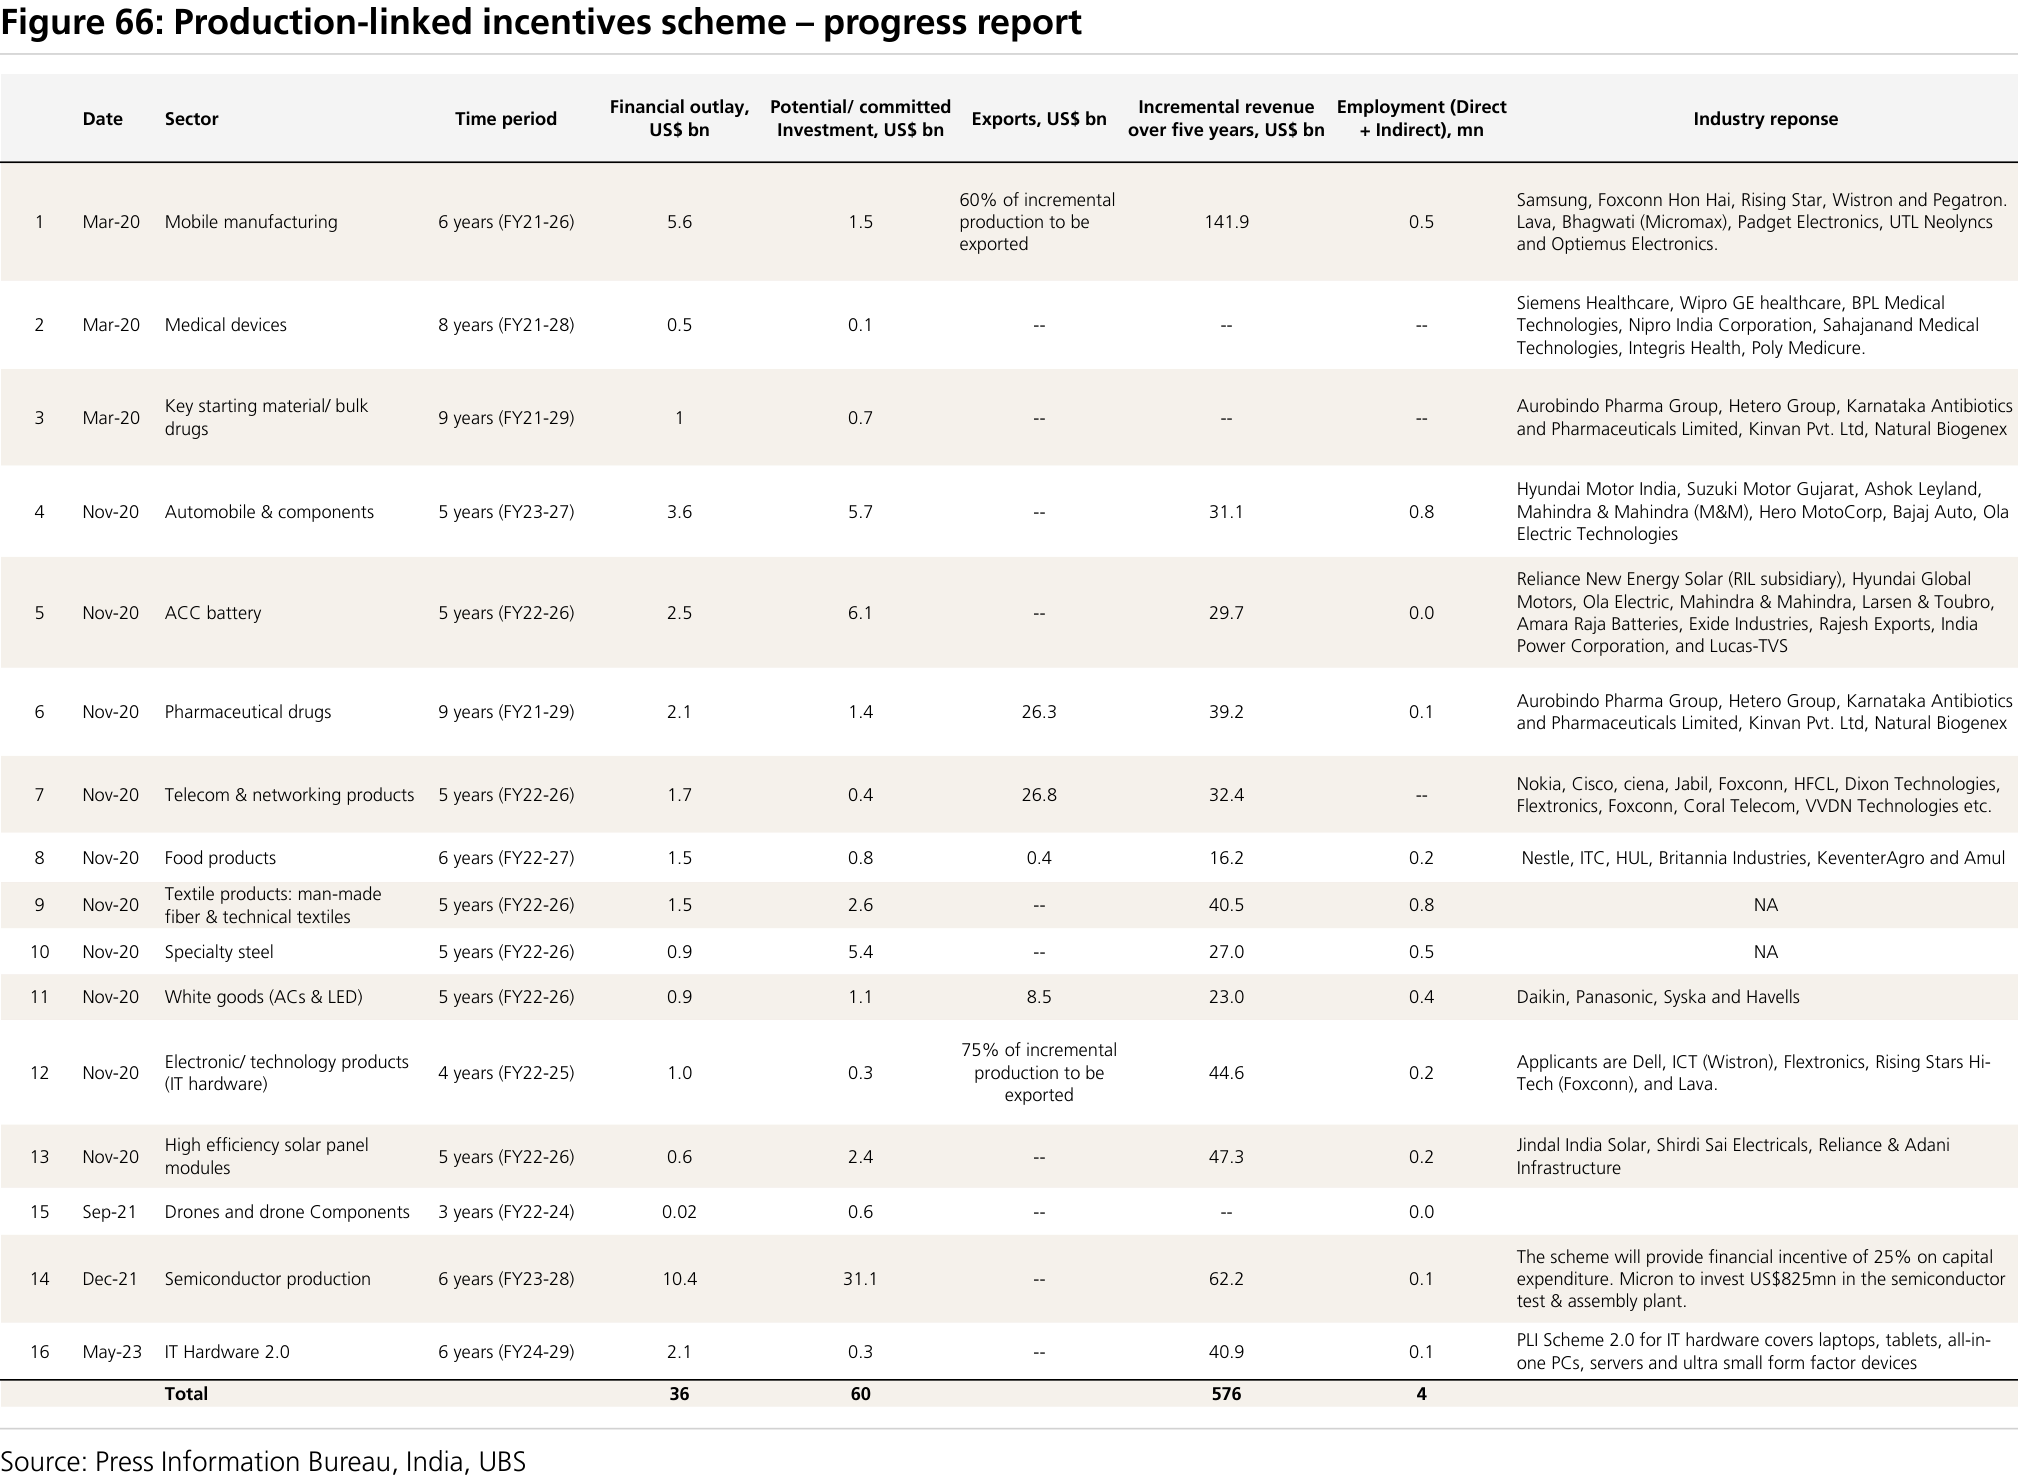 Figure 66: Production-linked incentives scheme – progress report
Date Sector Time period Financial outlay, US$ bn Potential/ committed Investment, US$ bn Exports, US$ bn Incremental revenue over five years, US$ bn Employment (Direct + Indirect), mn Industry reponse
1 Mar-20 Mobile manufacturing 6 years (FY21-26) 5.6 1.5 60% of incremental production to be exported 141.9 0.5 Samsung, Foxconn Hon Hai, Rising Star, Wistron and Pegatron. Lava, Bhagwati (Micromax), Padget Electronics, UTL Neolyncs and Optiemus Electronics.
2 Mar-20 Medical devices 8 years (FY21-28) 0.5 0.1 -- -- -- Siemens Healthcare, Wipro GE healthcare, BPL Medical Technologies, Nipro India Corporation, Sahajanand Medical Technologies, Integris Health, Poly Medicure.
3 Mar-20 Key starting material/ bulk drugs 9 years (FY21-29) 1 0.7 -- -- -- Aurobindo Pharma Group, Hetero Group, Karnataka Antibiotics and Pharmaceuticals Limited, Kinvan Pvt. Ltd, Natural Biogenex
4 Nov-20 Automobile & components 5 years (FY23-27) 3.6 5.7 -- 31.1 0.8 Hyundai Motor India, Suzuki Motor Gujarat, Ashok Leyland, Mahindra & Mahindra (M&M), Hero MotoCorp, Bajaj Auto, Ola Electric Technologies
5 Nov-20 ACC battery 5 years (FY22-26) 2.5 6.1 -- 29.7 0.0 Reliance New Energy Solar (RIL subsidiary), Hyundai Global Motors, Ola Electric, Mahindra & Mahindra, Larsen & Toubro, Amara Raja Batteries, Exide Industries, Rajesh Exports, India Power Corporation, and Lucas-TVS
6 Nov-20 Pharmaceutical drugs 9 years (FY21-29) 2.1 1.4 26.3 39.2 0.1 Aurobindo Pharma Group, Hetero Group, Karnataka Antibiotics and Pharmaceuticals Limited, Kinvan Pvt. Ltd, Natural Biogenex
7 Nov-20 Telecom & networking products 5 years (FY22-26) 1.7 0.4 26.8 32.4 -- Nokia, Cisco, ciena, Jabil, Foxconn, HFCL, Dixon Technologies, Flextronics, Foxconn, Coral Telecom, VVDN Technologies etc.
8 Nov-20 Food products 6 years (FY22-27) 1.5 0.8 0.4 16.2 0.2 Nestle, ITC, HUL, Britannia Industries, KeventerAgro and Amul
9 Nov-20 Textile products: man-made fiber & technical textiles 5 years (FY22-26) 1.5 2.6 -- 40.5 0.8 NA
10 Nov-20 Specialty steel 5 years (FY22-26) 0.9 5.4 -- 27.0 0.5 NA
11 Nov-20 White goods (ACs & LED) 5 years (FY22-26) 0.9 1.1 8.5 23.0 0.4 Daikin, Panasonic, Syska and Havells
12 Nov-20 Electronic/ technology products (IT hardware) 4 years (FY22-25) 1.0 0.3 75% of incremental production to be exported 44.6 0.2 Applicants are Dell, ICT (Wistron), Flextronics, Rising Stars Hi-Tech (Foxconn), and Lava.
13 Nov-20 High efficiency solar panel modules 5 years (FY22-26) 0.6 2.4 -- 47.3 0.2 Jindal India Solar, Shirdi Sai Electricals, Reliance & Adani Infrastructure
15 Sep-21 Drones and drone Components 3 years (FY22-24) 0.02 0.6 -- -- 0.0
14 Dec-21 Semiconductor production 6 years (FY23-28) 10.4 31.1 -- 62.2 0.1 The scheme will provide financial incentive of 25% on capital expenditure. Micron to invest US$825mn in the semiconductor test & assembly plant.
16 May-23 IT Hardware 2.0 6 years (FY24-29) 2.1 0.3 -- 40.9 0.1 PLI Scheme 2.0 for IT hardware covers laptops, tablets, all-in-one PCs, servers and ultra small form factor devices
Total 36 60 576 4
Source: Press Information Bureau, India, UBS